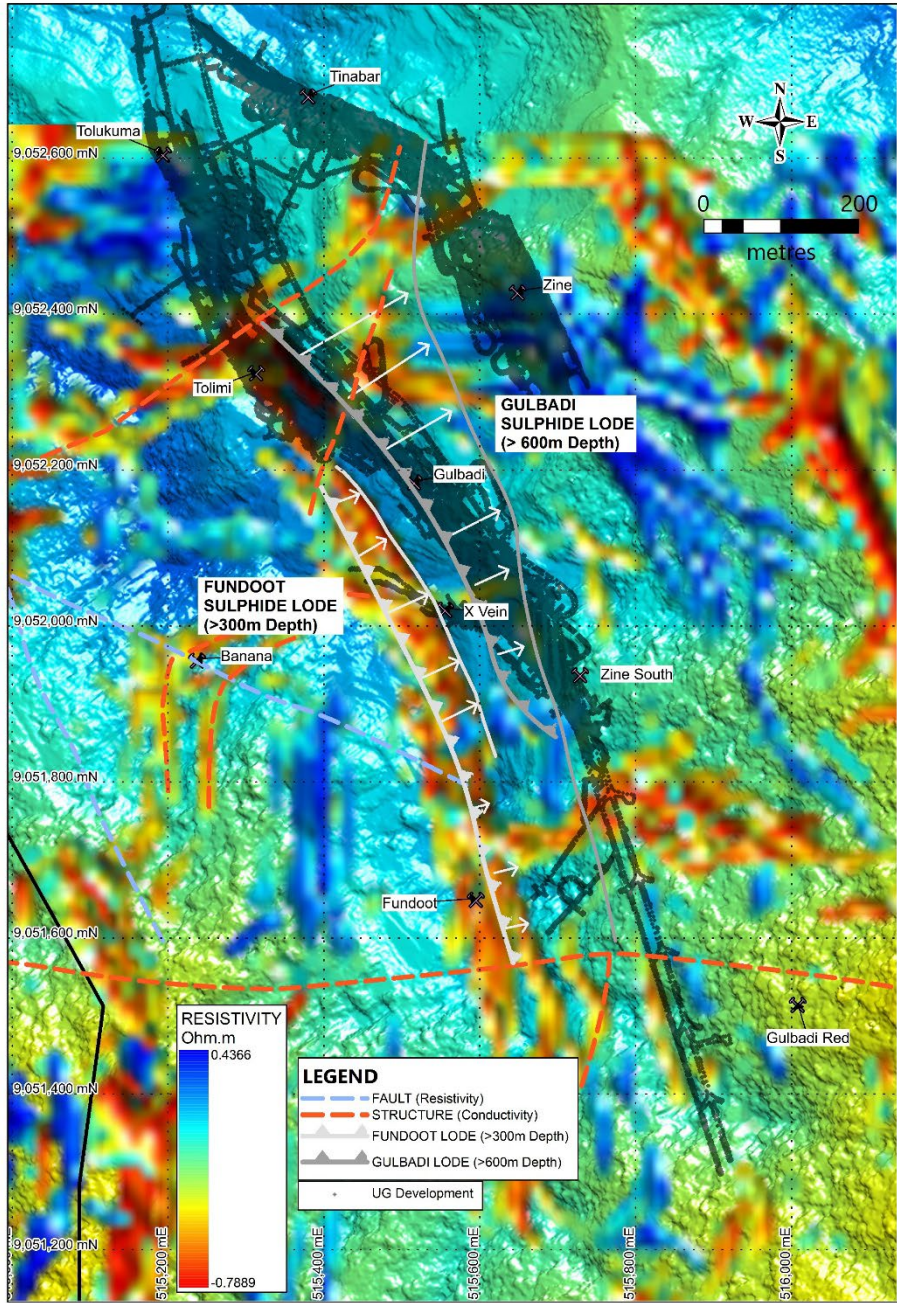 Tinabar
N
W E
S
Tolukuma
9,052,600 mN
0 200
metres
Zine
9,052,400 mN
Tolimi
GULBADI
SULPHIDE LODE
(> 600m Depth)
9,052,200 mN
Gulbadi
FUNDOOT
SULPHIDE LODE
(>300m Depth)
X Vein
9,052,000 mN
Banana
Zine South
9,051,800 mN
Fundoot
9,051,600 mN
Gulbadi Red
RESISTIVITY
Ohm.m
0.4366
-0.7889
LEGEND
FAULT (Resistivity)
STRUCTURE (Conductivity)
FUNDOOT LODE (>300m Depth)
GULBADI LODE (>600m Depth)
UG Development
9,051,400 mN
9,051,200 mN
515,200 mE
515,400 mE
515,600 mE
515,800 mE
516,000 mE